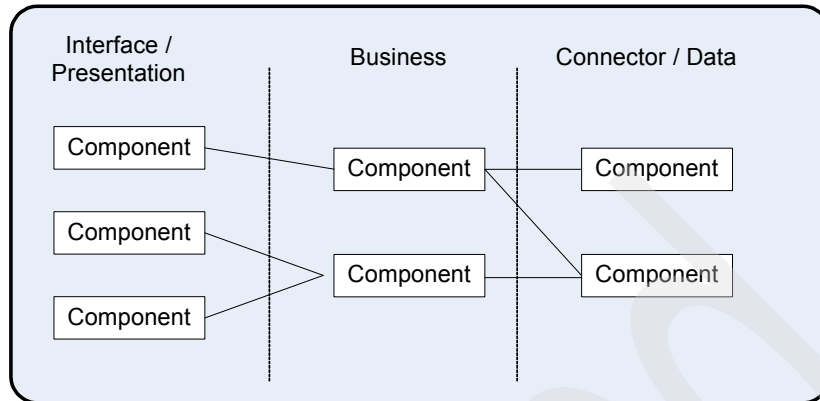 Interface /
Presentation
Business
Connector / Data
Component
Component
Component
Component
Component
Component
Component